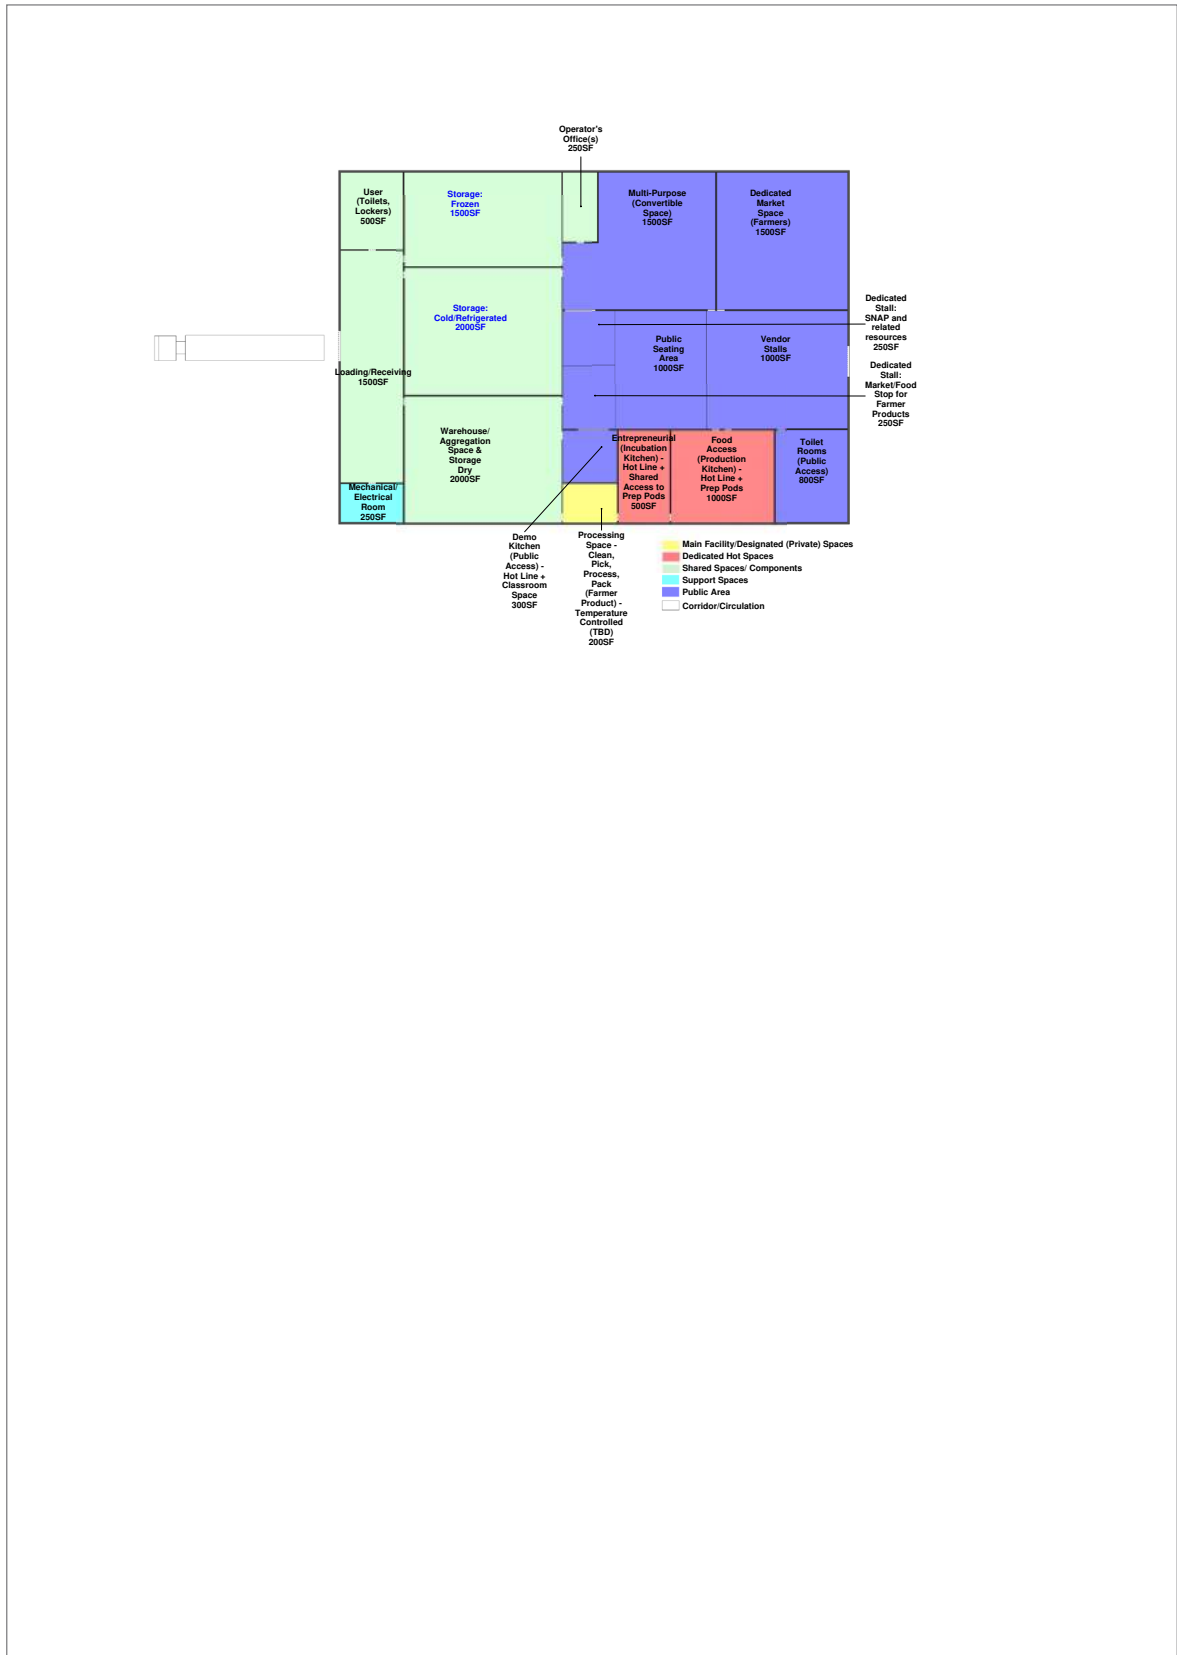 Operator's
Office(s)
250SF
User
(Toilets,
Lockers)
500SF
Storage:
Frozen
1500SF
Multi-Purpose
(Convertible
Space)
1500SF
Dedicated
Market
Space
(Farmers)
1500SF
Storage:
Cold/Refrigerated
2000SF
Dedicated
Stall:
SNAP and
related
resources
250SF
Public
Seating
Area
1000SF
Vendor
Stalls
1000SF
Loading/Receiving
1500SF
Dedicated
Stall:
Market/Food
Stop for
Farmer
Products
250SF
Warehouse/
Aggregation
Space &
Storage
Dry
2000SF
Entrepreneurial
(Incubation
Kitchen) -
Hot Line +
Shared
Access to
Prep Pods
500SF
Food
Access
(Production
Kitchen) -
Hot Line +
Prep Pods
1000SF
Toilet
Rooms
(Public
Access)
800SF
Mechanical/
Electrical
Room
250SF
Demo
Kitchen
(Public
Access) -
Hot Line +
Classroom
Space
300SF
Processing
Space -
Clean,
Pick,
Process,
Pack
(Farmer
Product) -
Temperature
Controlled
(TBD)
200SF
Main Facility/Designated (Private) Spaces
Dedicated Hot Spaces
Shared Spaces/ Components
Support Spaces
Public Area
Corridor/Circulation